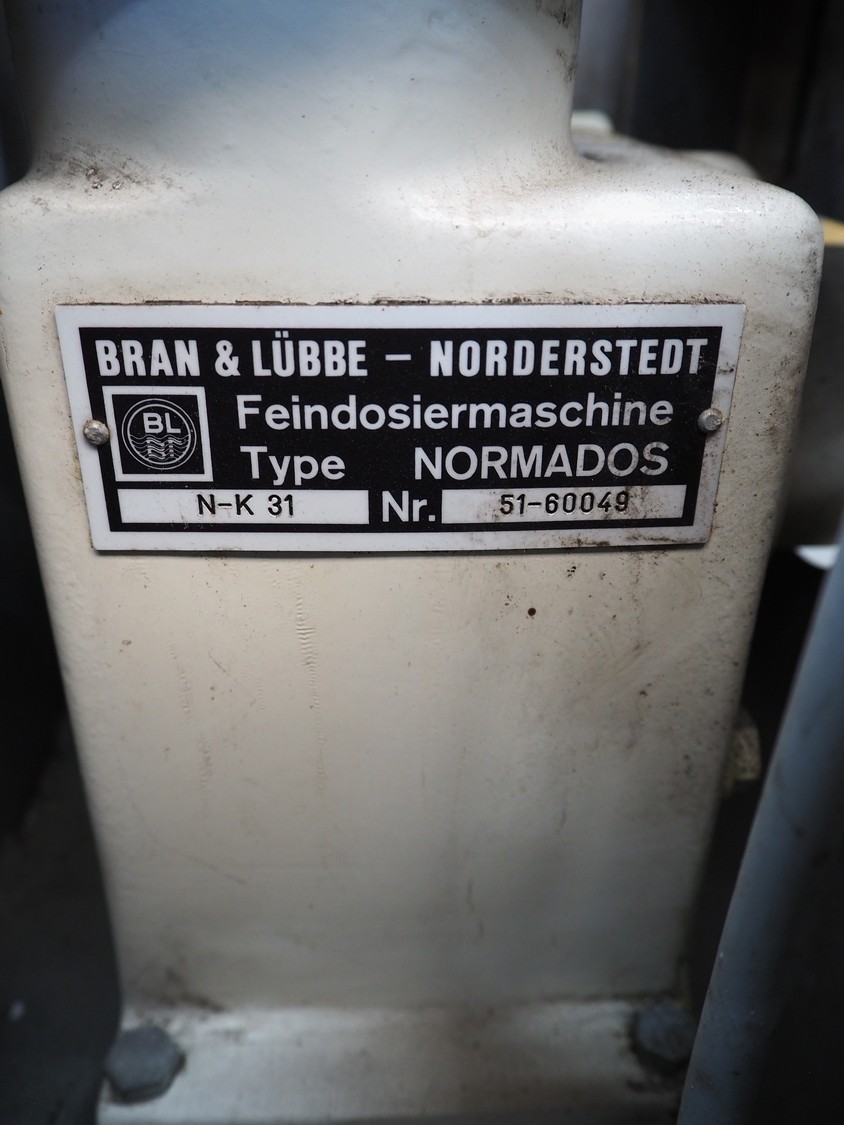 BRAN & LÜBBE – NORDERSTEDT
BL
Feindosiermaschine
Type NORMADOS
N-K 31 Nr. 51-60049